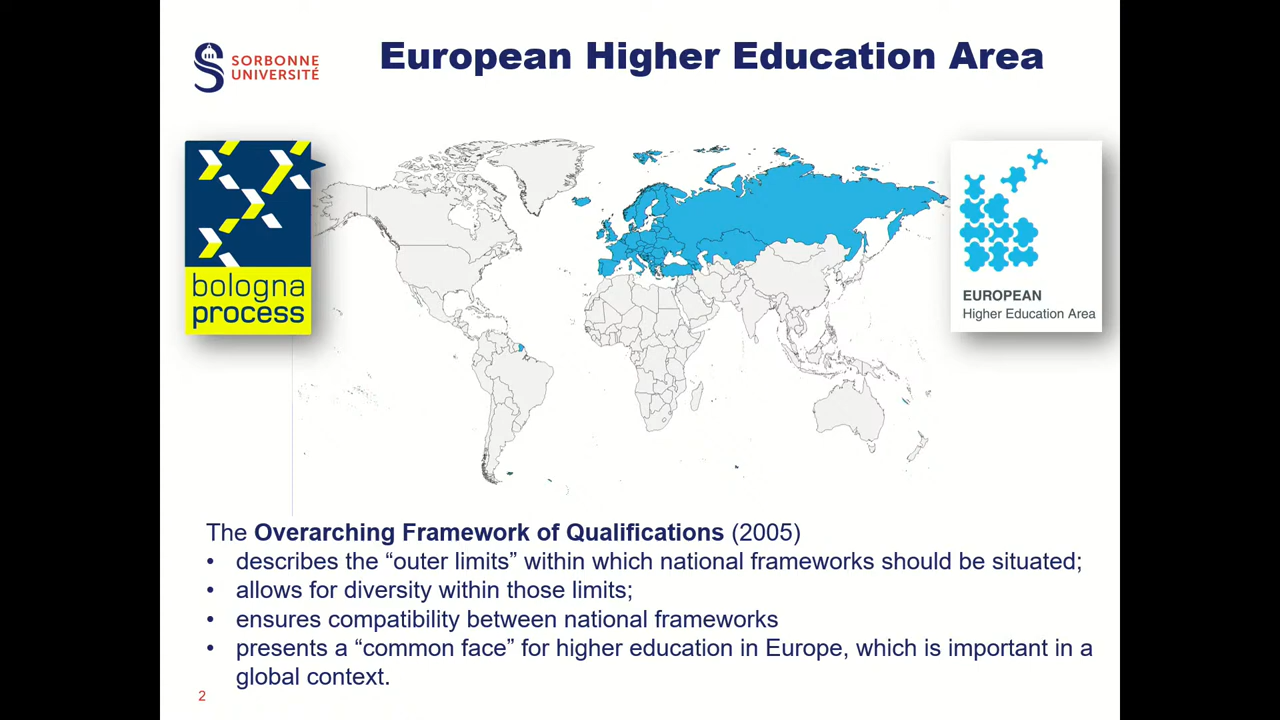 SORBONNE
UNIVERSITÉ
European Higher Education Area
bologna
process
EUROPEAN
Higher Education Area
The Overarching Framework of Qualifications (2005)
• describes the “outer limits” within which national frameworks should be situated;
• allows for diversity within those limits;
• ensures compatibility between national frameworks
• presents a “common face” for higher education in Europe, which is important in a
global context.
2